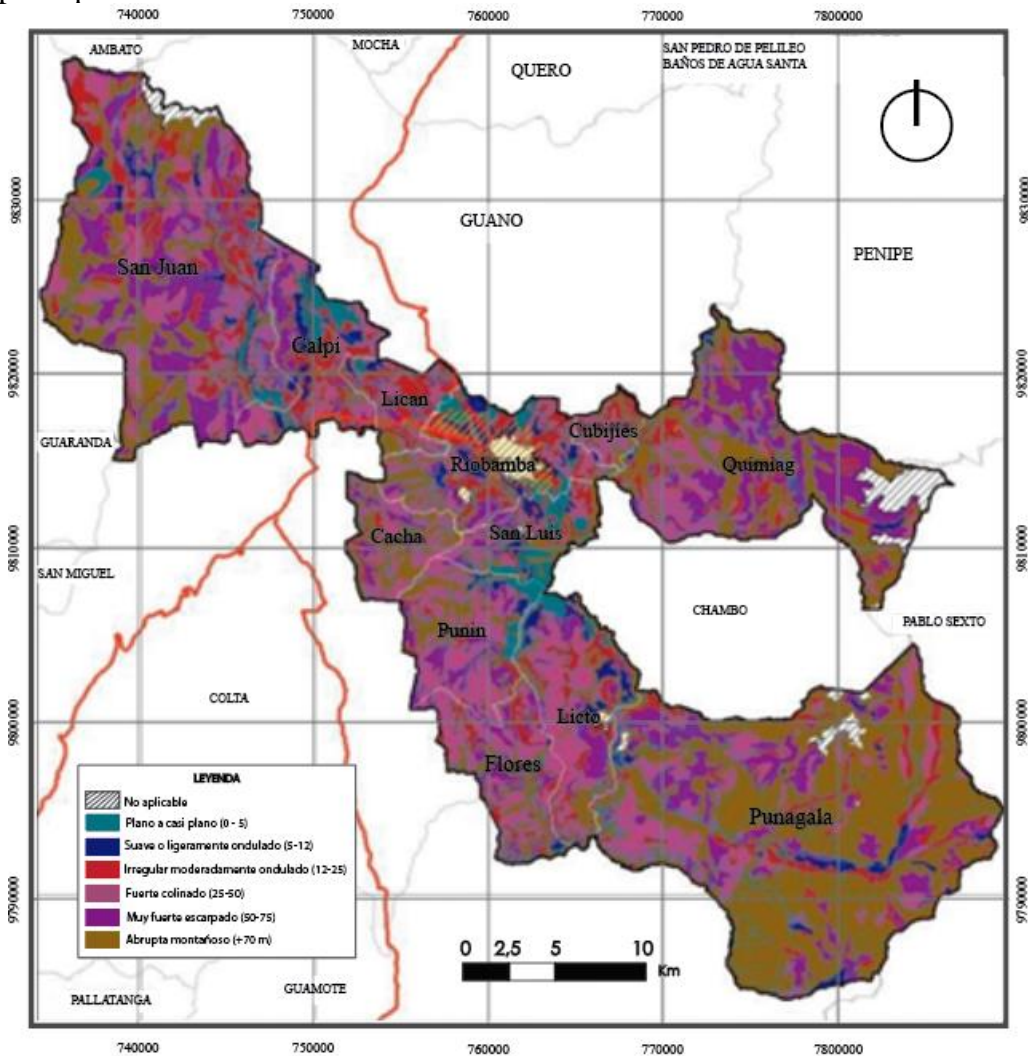 740000
750000
760000
770000
7800000
AMBATO
MOCHA
SAN PEDRO DE PELILEO
BAÑOS DE AGUA SANTA
QUERO
9830000
9830000
GUANO
PENIPE
San Juan
Calpi
9820000
9820000
Lican
GUARANDA
Cubijíes
Riobamba
Quimiag
Cacha
San Luis
9810000
9810000
SAN MIGUEL
CHAMBO
PABLO SEXTO
Punin
COLTA
9800000
9800000
Licto
Flores
Punagala
LEYENDA
No aplicable
Plano a casi plano (0 - 5)
Suave o ligeramente ondulado (5-12)
Irregular moderadamente ondulado (12-25)
Fuerte colinado (25-50)
Muy fuerte escarpado (50-75)
Abrupta montañoso (+70 m)
9790000
9790000
0 2,5 5 10
Km
PALLATANGA
GUAMOTE
740000
750000
760000
770000
7800000